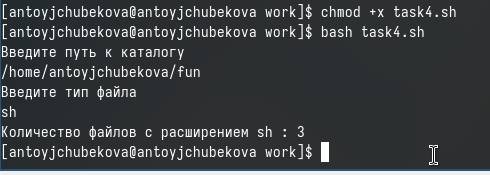 [antoyjchubekova@antoyjchubekova work]$ chmod +x task4.sh
[antoyjchubekova@antoyjchubekova work]$ bash task4.sh
Введите путь к каталогу
/home/antoyjchubekova/fun
Введите тип файла
sh
Количество файлов с расширением sh : 3
[antoyjchubekova@antoyjchubekova work]$